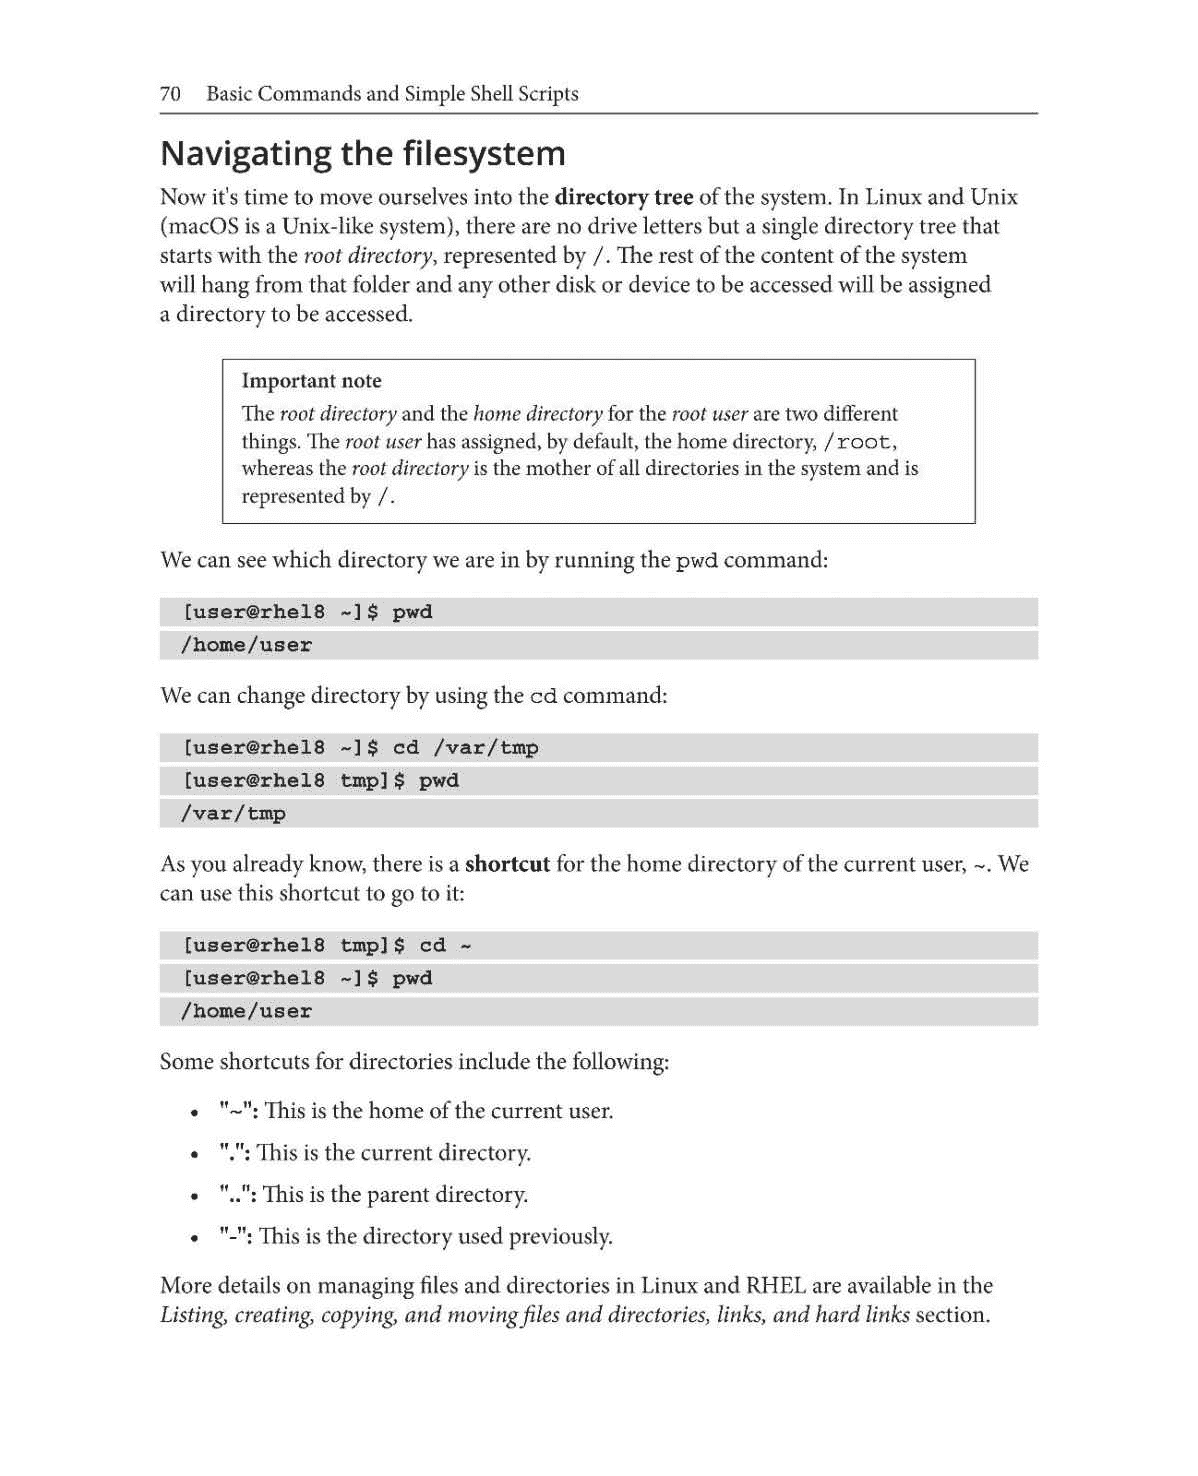 70 Basic Commands and Simple Shell Scripts
Navigating the filesystem
Now it's time to move ourselves into the directory tree of the system. In Linux and Unix
(macOS is a Unix-like system), there are no drive letters but a single directory tree that
starts with the root directory, represented by /. The rest of the content of the system
will hang from that folder and any other disk or device to be accessed will be assigned
a directory to be accessed.
Important note
The root directory and the home directory for the root user are two different
things. The root user has assigned, by default, the home directory, /root,
whereas the root directory is the mother of all directories in the system and is
represented by /.
We can see which directory we are in by running the pwd command:
[user@rhel8 ~]$ pwd
/home/user
We can change directory by using the cd command:
[user@rhel8 ~]$ cd /var/tmp
[user@rhel8 tmp]$ pwd
/var/tmp
As you already know, there is a shortcut for the home directory of the current user, ~. We
can use this shortcut to go to it:
[user@rhel8 tmp]$ cd ~
[user@rhel8 ~]$ pwd
/home/user
Some shortcuts for directories include the following:
• "~": This is the home of the current user.
• ".": This is the current directory.
• "..": This is the parent directory.
• "-": This is the directory used previously.
More details on managing files and directories in Linux and RHEL are available in the
Listing, creating, copying, and moving files and directories, links, and hard links section.